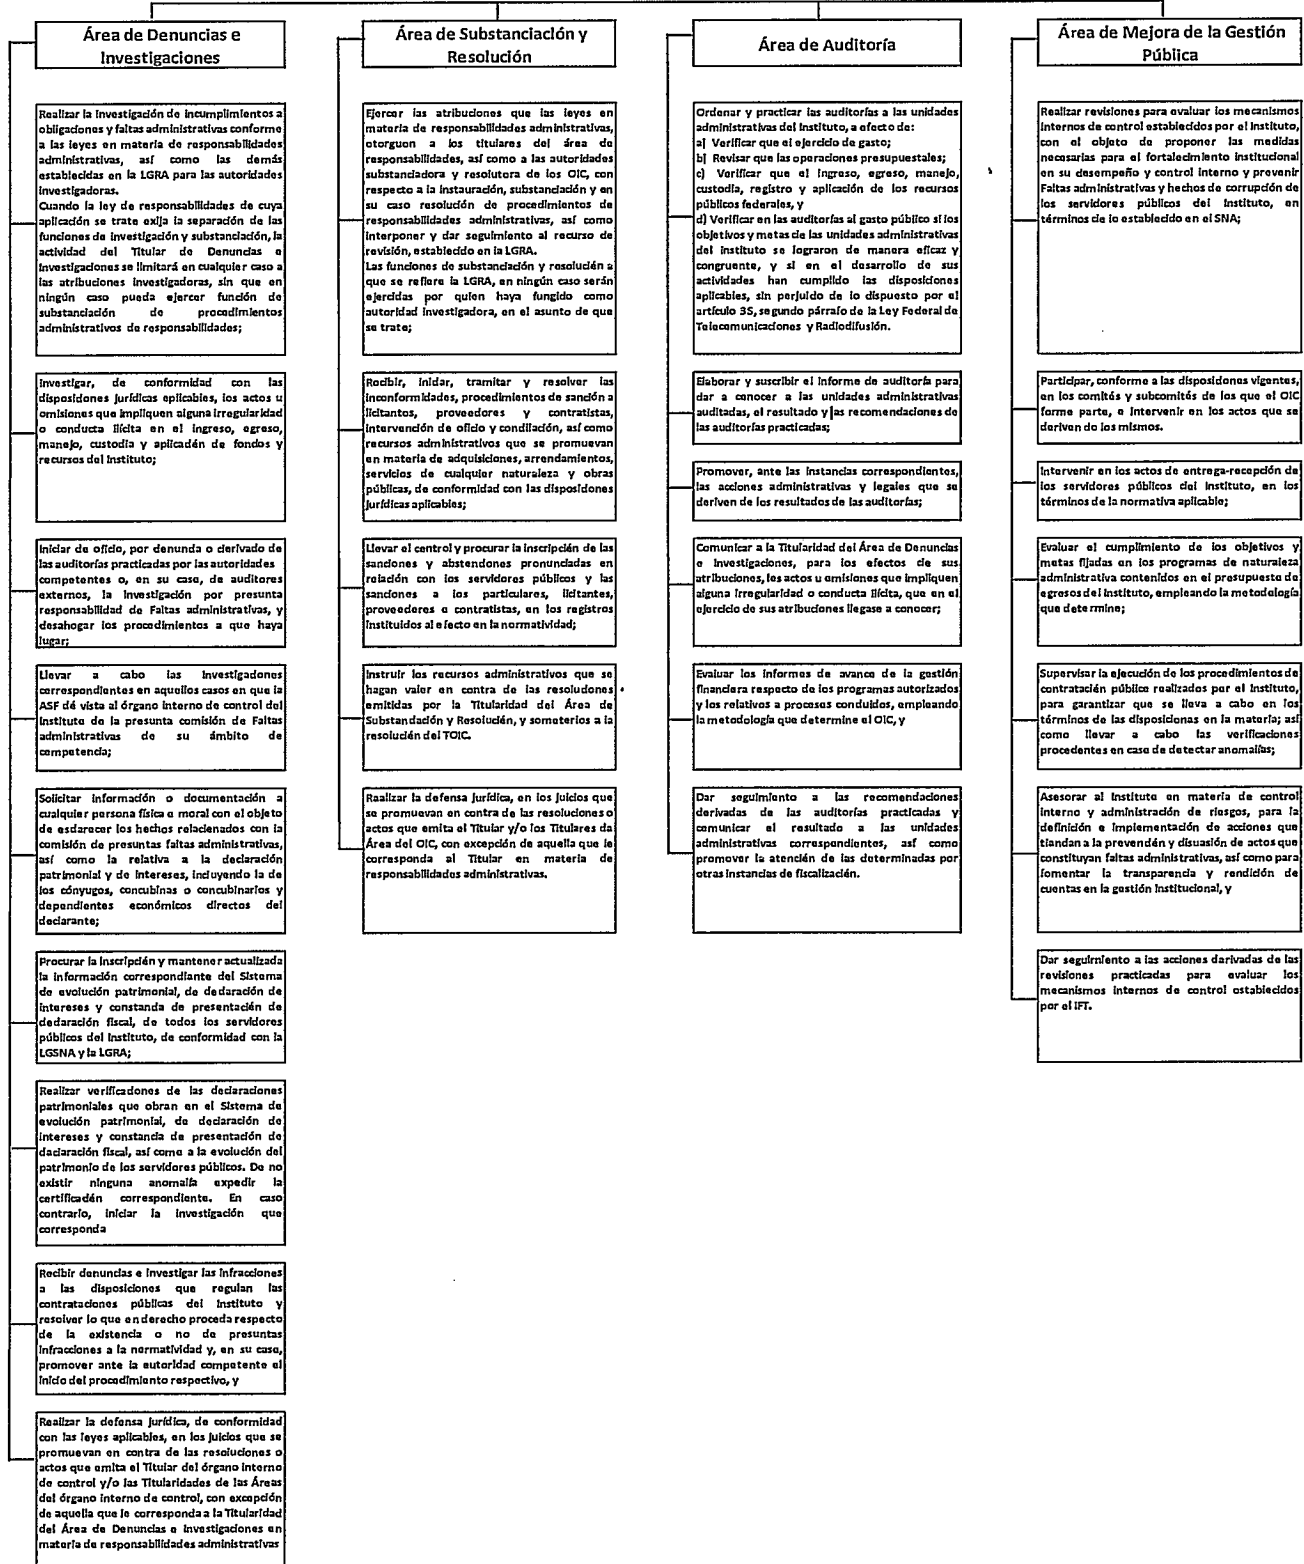 Área de Denuncias e
Investigaciones
Realizar la investigación de incumplimientos a
obligaciones y faltas administrativas conforme
a las leyes en materia de responsabilidades
administrativas, así como las demás
establecidas en la LGRA para las autoridades
investigadoras.
Cuando la ley de responsabilidades de cuya
aplicación se trate exija la separación de las
funciones de investigación y substanciación, la
actividad del Titular de Denuncias e
Investigaciones se limitará en cualquier caso a
las atribuciones investigadoras, sin que en
ningún caso pueda ejercer función de
substanciación de procedimientos
administrativos de responsabilidades;
Investigar, de conformidad con las
disposiciones jurídicas aplicables, los actos u
omisiones que impliquen alguna irregularidad
o conducta ilícita en el ingreso, egreso,
manejo, custodia y aplicación de fondos y
recursos del Instituto;
Iniciar de oficio, por denuncia o derivado de
las auditorías practicadas por las autoridades
competentes o, en su caso, de auditores
externos, la investigación por presunta
responsabilidad de Faltas administrativas, y
desahogar los procedimientos a que haya
lugar;
Llevar a cabo las investigaciones
correspondientes en aquellos casos en que la
ASF dé vista al órgano interno de control del
Instituto de la presunta comisión de Faltas
administrativas de su ámbito de
competencia;
Solicitar información o documentación a
cualquier persona física o moral con el objeto
de esclarecer los hechos relacionados con la
comisión de presuntas faltas administrativas,
así como la relativa a la declaración
patrimonial y de intereses, incluyendo la de
los cónyuges, concubinas o concubinarios y
dependientes económicos directos del
declarante;
Procurar la inscripción y mantener actualizada
la información correspondiente del Sistema
de evolución patrimonial, de declaración de
intereses y constancia de presentación de
declaración fiscal, de todos los servidores
públicos del Instituto, de conformidad con la
LGSNA y la LGRA;
Realizar verificaciones de las declaraciones
patrimoniales que obran en el Sistema de
evolución patrimonial, de declaración de
intereses y constancia de presentación de
declaración fiscal, así como a la evolución del
patrimonio de los servidores públicos. De no
existir ninguna anomalía expedir la
certificación correspondiente. En caso
contrario, iniciar la investigación que
corresponda
Recibir denuncias e investigar las infracciones
a las disposiciones que regulan las
contrataciones públicas del Instituto y
resolver lo que en derecho proceda respecto
de la existencia o no de presuntas
infracciones a la normatividad y, en su caso,
promover ante la autoridad competente el
inicio del procedimiento respectivo, y
Realizar la defensa jurídica, de conformidad
con las leyes aplicables, en los juicios que se
promuevan en contra de las resoluciones o
actos que emita el Titular del órgano interno
de control y/o las Titularidades de las Áreas
del órgano interno de control, con excepción
de aquella que le corresponda a la Titularidad
del Área de Denuncias e Investigaciones en
materia de responsabilidades administrativas
Área de Substanciación y
Resolución
Ejercer las atribuciones que las leyes en
materia de responsabilidades administrativas,
otorguen a los titulares del área de
responsabilidades, así como a las autoridades
substanciadora y resolutora de los OIC, con
respecto a la instauración, substanciación y en
su caso resolución de procedimientos de
responsabilidades administrativas, así como
interponer y dar seguimiento al recurso de
revisión, establecido en la LGRA.
Las funciones de substanciación y resolución a
que se refiere la LGRA, en ningún caso serán
ejercidas por quien haya fungido como
autoridad investigadora, en el asunto de que
se trate;
Recibir, iniciar, tramitar y resolver las
inconformidades, procedimientos de sanción a
licitantes, proveedores y contratistas,
intervención de oficio y conciliación, así como
recursos administrativos que se promuevan
en materia de adquisiciones, arrendamientos,
servicios de cualquier naturaleza y obras
públicas, de conformidad con las disposiciones
jurídicas aplicables;
Llevar el control y procurar la inscripción de las
sanciones y abstenciones pronunciadas en
relación con los servidores públicos y las
sanciones a los particulares, licitantes,
proveedores o contratistas, en los registros
instituidos al efecto en la normatividad;
Instruir los recursos administrativos que se
hagan valer en contra de las resoluciones
emitidas por la Titularidad del Área de
Substanciación y Resolución, y someterlos a la
resolución del TOIC.
Realizar la defensa jurídica, en los juicios que
se promuevan en contra de las resoluciones o
actos que emita el Titular y/o los Titulares de
Área del OIC, con excepción de aquella que le
corresponda al Titular en materia de
responsabilidades administrativas.
Área de Auditoría
Ordenar y practicar las auditorías a las unidades
administrativas del Instituto, a efecto de:
a) Verificar que el ejercicio de gasto;
b) Revisar que las operaciones presupuestales;
c) Verificar que el ingreso, egreso, manejo,
custodia, registro y aplicación de los recursos
públicos federales, y
d) Verificar en las auditorías al gasto público si los
objetivos y metas de las unidades administrativas
del Instituto se lograron de manera eficaz y
congruente, y si en el desarrollo de sus
actividades han cumplido las disposiciones
aplicables, sin perjuicio de lo dispuesto por el
artículo 35, segundo párrafo de la Ley Federal de
Telecomunicaciones y Radiodifusión.
Elaborar y suscribir el informe de auditoría para
dar a conocer a las unidades administrativas
auditadas, el resultado y las recomendaciones de
las auditorías practicadas;
Promover, ante las instancias correspondientes,
las acciones administrativas y legales que se
deriven de los resultados de las auditorías;
Comunicar a la Titularidad del Área de Denuncias
e Investigaciones, para los efectos de sus
atribuciones, los actos u omisiones que impliquen
alguna irregularidad o conducta ilícita, que en el
ejercicio de sus atribuciones llegase a conocer;
Evaluar los informes de avance de la gestión
financiera respecto de los programas autorizados
y los relativos a procesos concluidos, empleando
la metodología que determine el OIC, y
Dar seguimiento a las recomendaciones
derivadas de las auditorías practicadas y
comunicar el resultado a las unidades
administrativas correspondientes, así como
promover la atención de las determinadas por
otras instancias de fiscalización.
Área de Mejora de la Gestión
Pública
Realizar revisiones para evaluar los mecanismos
internos de control establecidos por el Instituto,
con el objeto de proponer las medidas
necesarias para el fortalecimiento institucional
en su desempeño y control interno y prevenir
Faltas administrativas y hechos de corrupción de
los servidores públicos del Instituto, en
términos de lo establecido en el SNA;
Participar, conforme a las disposiciones vigentes,
en los comités y subcomités de los que el OIC
forme parte, e intervenir en los actos que se
deriven de los mismos.
Intervenir en los actos de entrega-recepción de
los servidores públicos del Instituto, en los
términos de la normativa aplicable;
Evaluar el cumplimiento de los objetivos y
metas fijadas en los programas de naturaleza
administrativa contenidos en el presupuesto de
egresos del Instituto, empleando la metodología
que determine;
Supervisar la ejecución de los procedimientos de
contratación pública realizados por el Instituto,
para garantizar que se lleva a cabo en los
términos de las disposiciones en la materia; así
como llevar a cabo las verificaciones
procedentes en caso de detectar anomalías;
Asesorar al Instituto en materia de control
interno y administración de riesgos, para la
definición e implementación de acciones que
tiendan a la prevención y disuasión de actos que
constituyan faltas administrativas, así como para
fomentar la transparencia y rendición de
cuentas en la gestión institucional, y
Dar seguimiento a las acciones derivadas de las
revisiones practicadas para evaluar los
mecanismos internos de control establecidos
por el IFT.